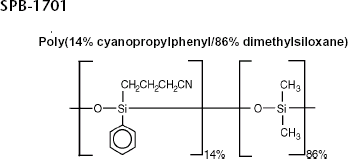 SPB-1701
Poly(14% cyanopropylphenyl/86% dimethylsiloxane)
CH₂CH₂CH₂CN
CH₃
O Si O Si
CH₃
14% 86%